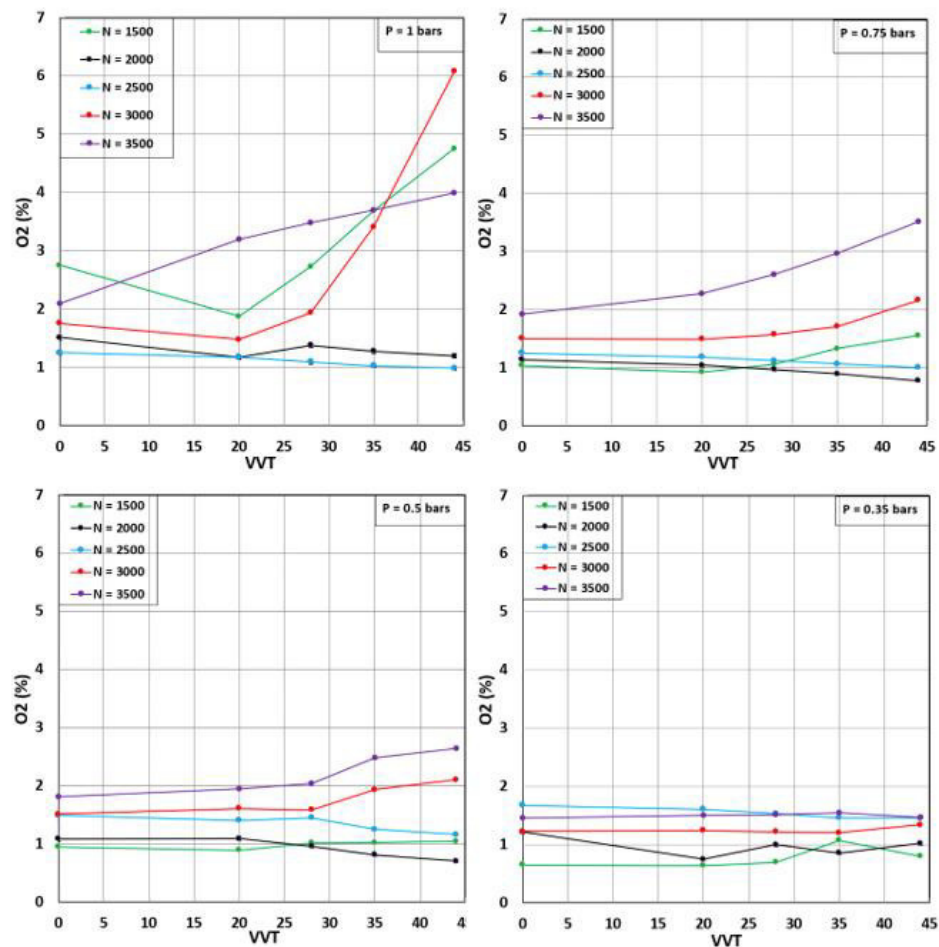 7
6
5
4
3
2
1
0
O2 (%)
0 5 10 15 20 25 30 35 40 45
VVT
N = 1500
N = 2000
N = 2500
N = 3000
N = 3500
P = 1 bars
7
6
5
4
3
2
1
0
O2 (%)
0 5 10 15 20 25 30 35 40 45
VVT
N = 1500
N = 2000
N = 2500
N = 3000
N = 3500
P = 0.75 bars
7
6
5
4
3
2
1
0
O2 (%)
0 5 10 15 20 25 30 35 40 4
VVT
N = 1500
N = 2000
N = 2500
N = 3000
N = 3500
P = 0.5 bars
7
6
5
4
3
2
1
0
O2 (%)
0 5 10 15 20 25 30 35 40 45
VVT
N = 1500
N = 2000
N = 2500
N = 3000
N = 3500
P = 0.35 bars